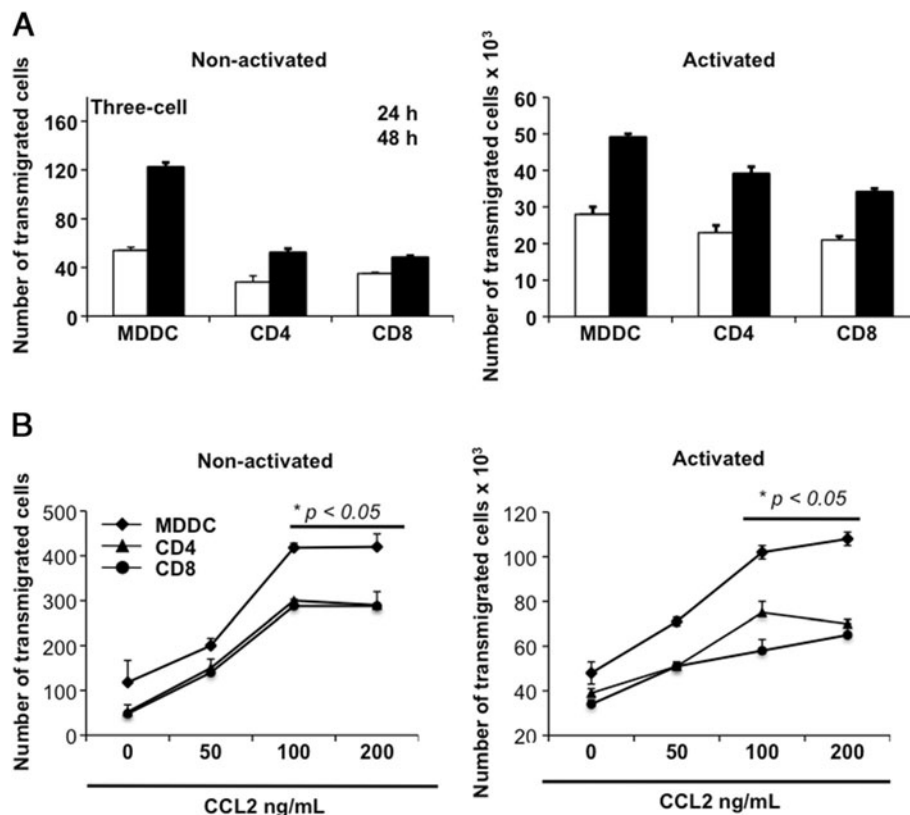 A
Non-activated
Number of transmigrated cells
Three-cell
24 h
48 h
160
120
80
40
0
MDDC CD4 CD8
Activated
Number of transmigrated cells x 10³
60
50
40
30
20
10
0
MDDC CD4 CD8
B
Non-activated
Number of transmigrated cells
* p < 0.05
500
400
300
200
100
0
MDDC
CD4
CD8
0 50 100 200
CCL2 ng/mL
Activated
Number of transmigrated cells x 10³
* p < 0.05
120
100
80
60
40
20
0 50 100 200
CCL2 ng/mL